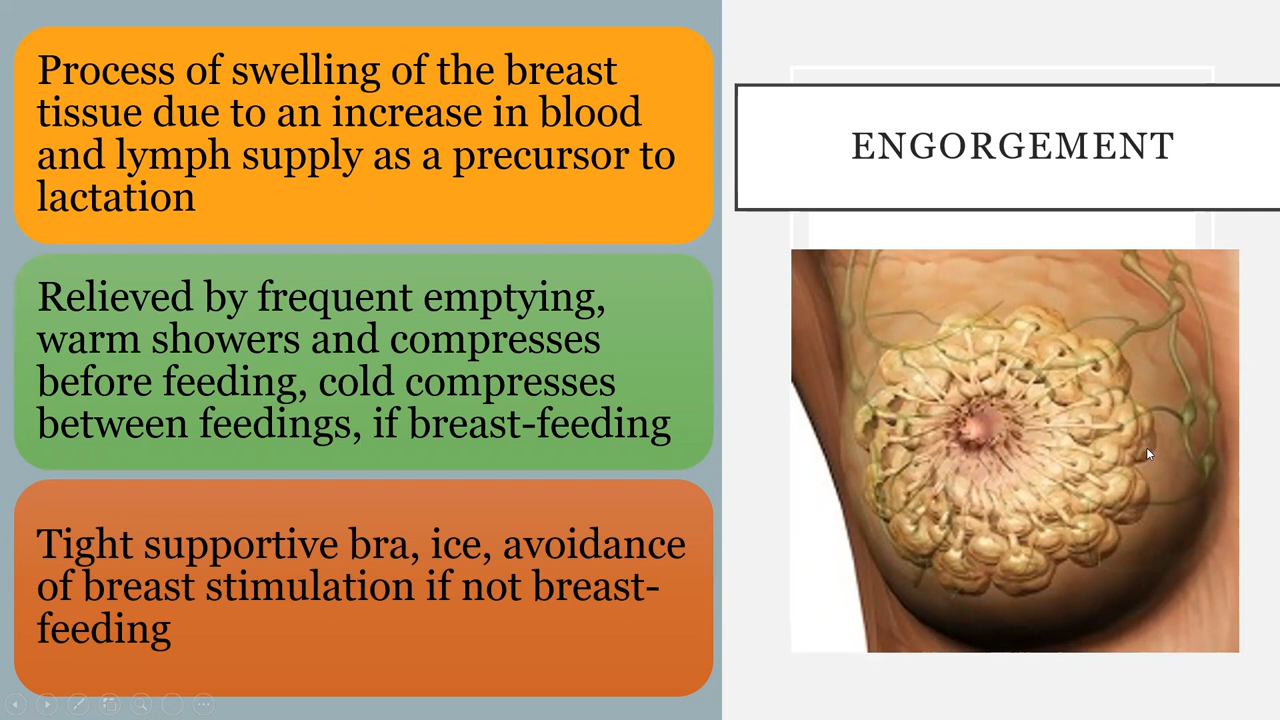 Process of swelling of the breast
tissue due to an increase in blood
and lymph supply as a precursor to
lactation
Relieved by frequent emptying,
warm showers and compresses
before feeding, cold compresses
between feedings, if breast-feeding
Tight supportive bra, ice, avoidance
of breast stimulation if not breast-
feeding
ENGORGEMENT